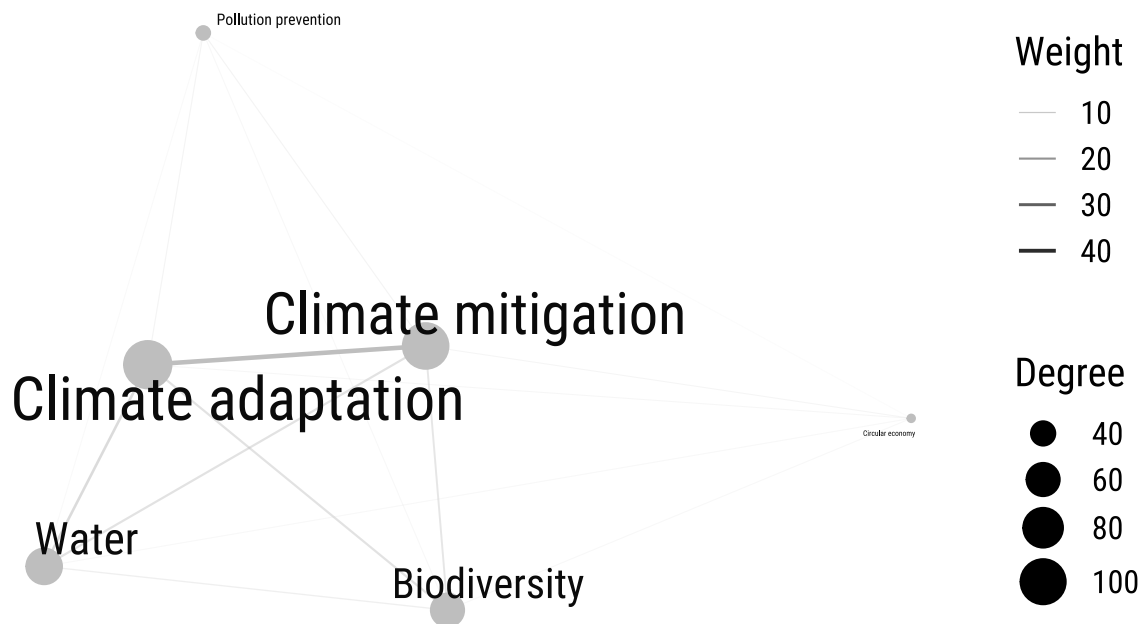 Pollution prevention
Weight
10
20
30
40
Climate mitigation
Climate adaptation
Circular economy
Degree
40
60
80
100
Water
Biodiversity